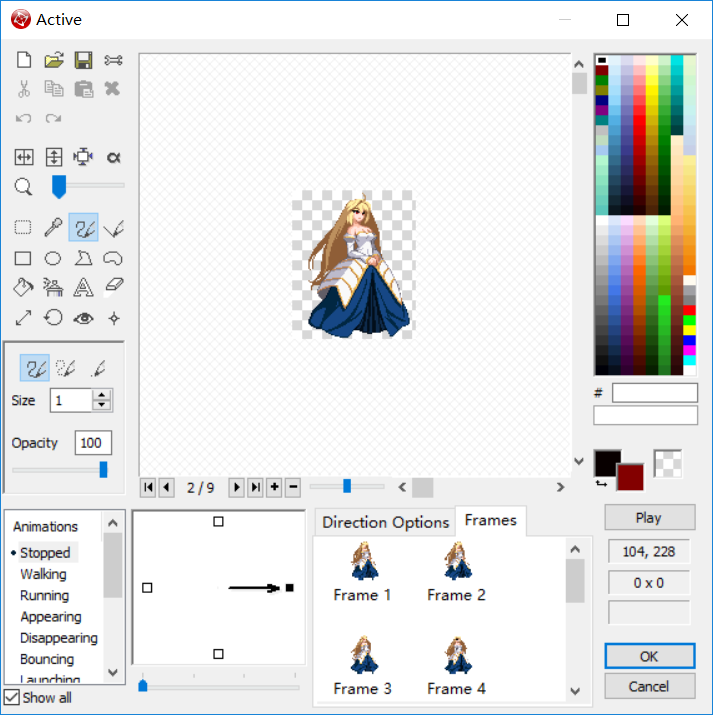 Active
2 / 9
#
Size 1
Opacity 100
Animations
Stopped
Walking
Running
Appearing
Disappearing
Bouncing
Launching
Show all
Direction Options
Frames
Frame 1
Frame 2
Frame 3
Frame 4
Play
104, 228
0 x 0
OK
Cancel